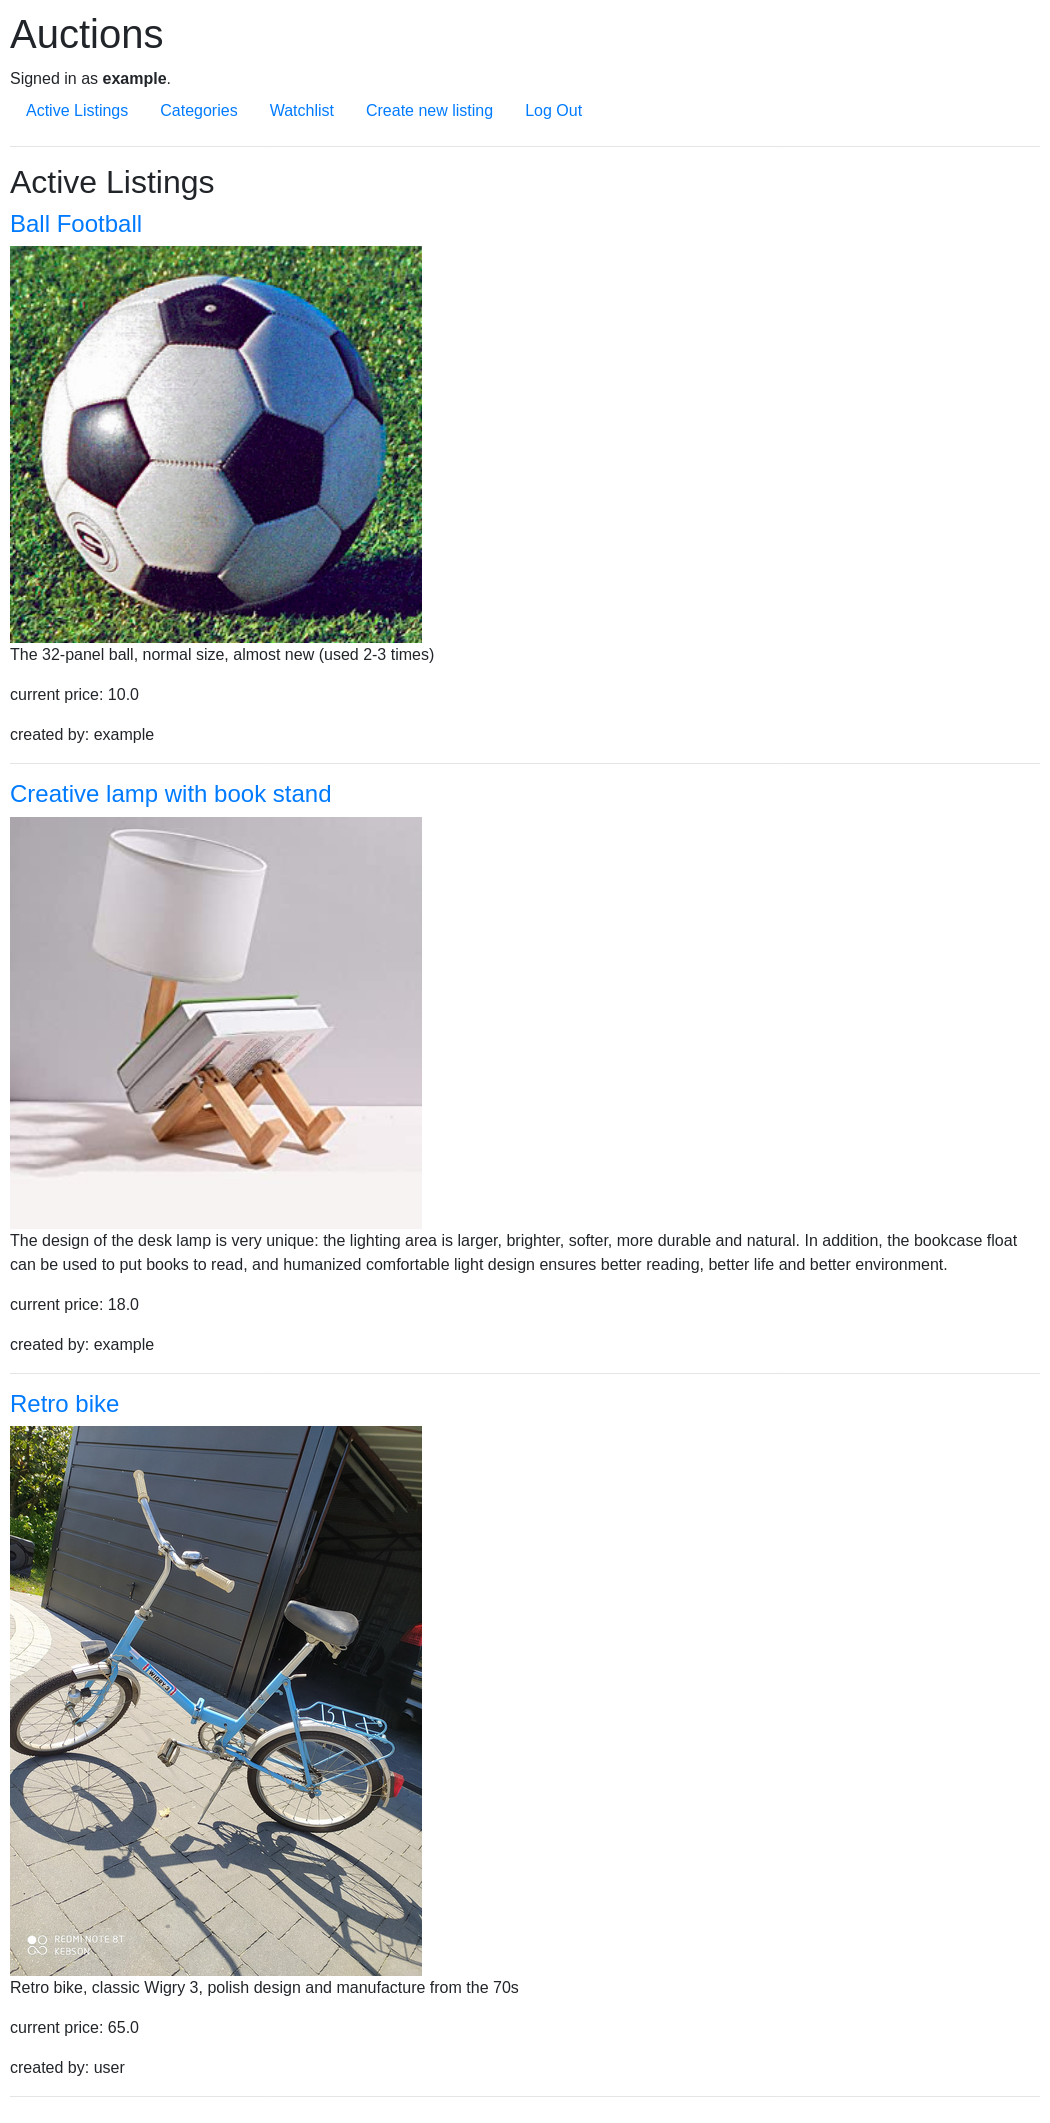 Auctions
Signed in as example.
Active Listings Categories Watchlist Create new listing Log Out
Active Listings
Ball Football
The 32-panel ball, normal size, almost new (used 2-3 times)
current price: 10.0
created by: example
Creative lamp with book stand
The design of the desk lamp is very unique: the lighting area is larger, brighter, softer, more durable and natural. In addition, the bookcase float
can be used to put books to read, and humanized comfortable light design ensures better reading, better life and better environment.
current price: 18.0
created by: example
Retro bike
WIGRY-3
REDMI NOTE 8T
KEBSON
Retro bike, classic Wigry 3, polish design and manufacture from the 70s
current price: 65.0
created by: user